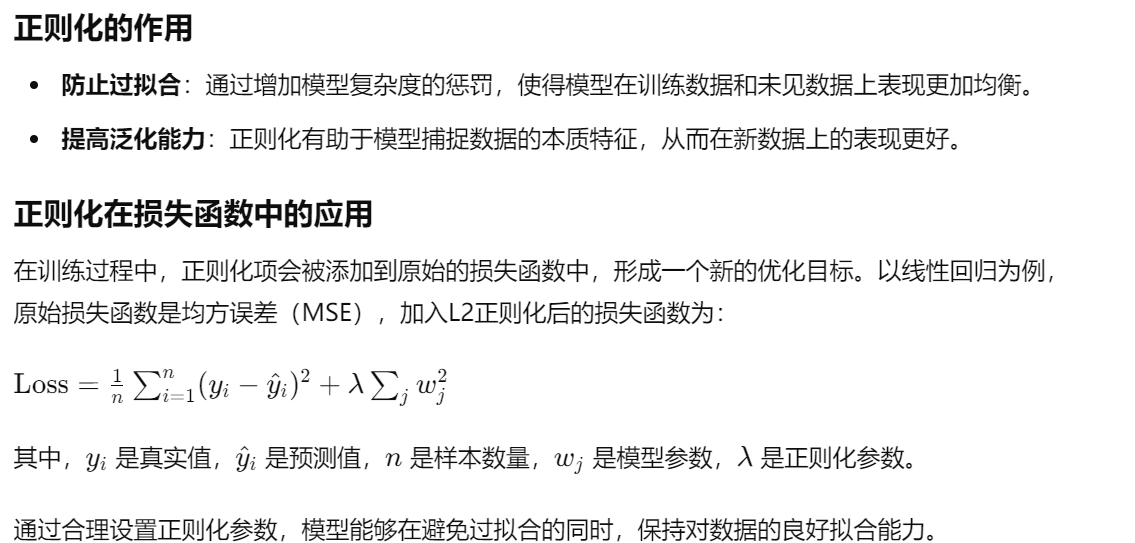 正则化的作用
• 防止过拟合：通过增加模型复杂度的惩罚，使得模型在训练数据和未见数据上表现更加均衡。
• 提高泛化能力：正则化有助于模型捕捉数据的本质特征，从而在新数据上的表现更好。
正则化在损失函数中的应用
在训练过程中，正则化项会被添加到原始的损失函数中，形成一个新的优化目标。以线性回归为例，
原始损失函数是均方误差（MSE），加入L2正则化后的损失函数为：
Loss = \frac{1}{n} \sum_{i=1}^{n} (y_i - \hat{y}_i)^2 + λ \sum_j w_j^2
其中，y_i 是真实值，\hat{y}_i 是预测值，n 是样本数量，w_j 是模型参数，λ 是正则化参数。
通过合理设置正则化参数，模型能够在避免过拟合的同时，保持对数据的良好拟合能力。